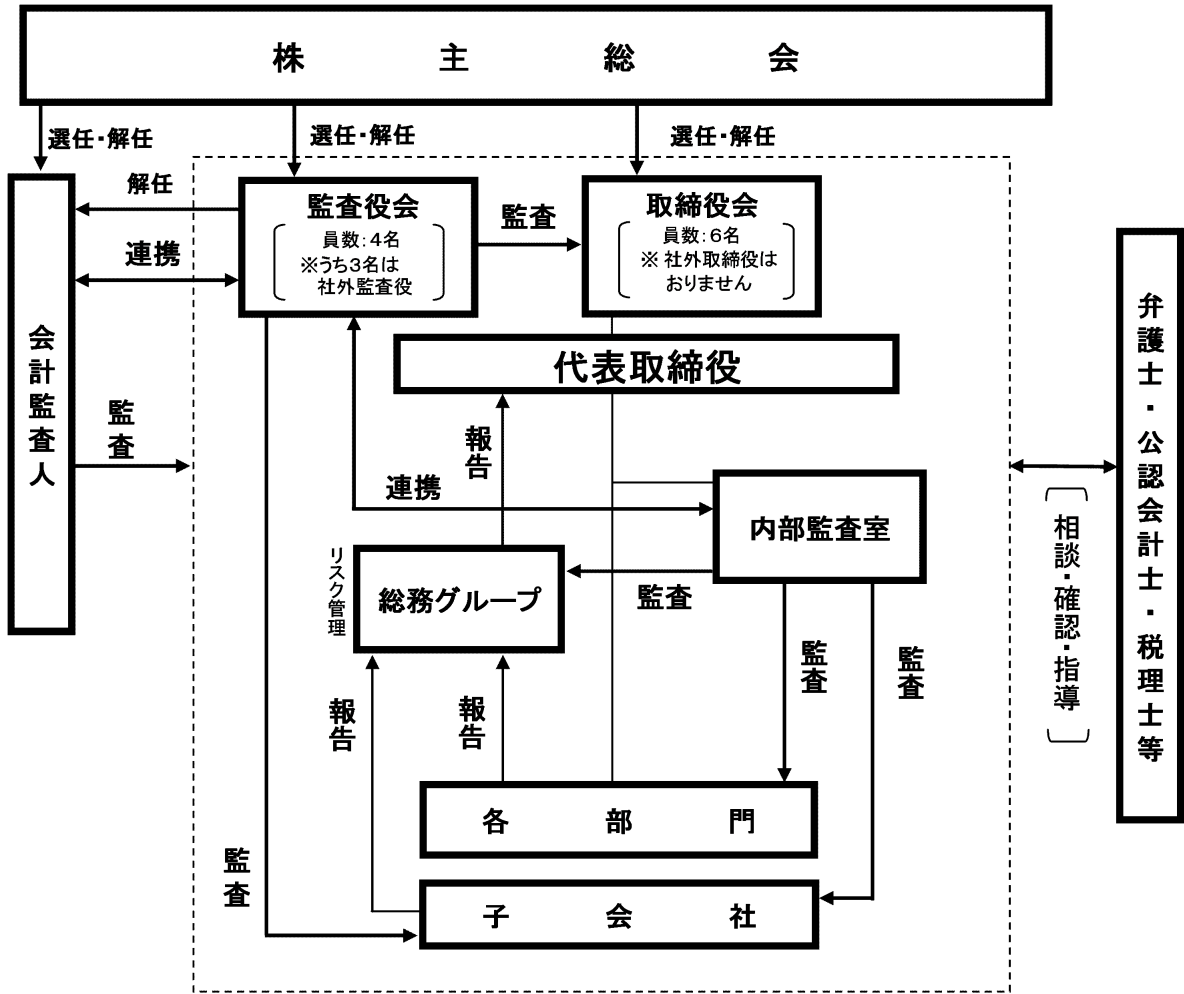 株主総会
選任・解任
選任・解任
選任・解任
解任
監査役会
員数:4名
※うち3名は
社外監査役
監査
取締役会
員数:6名
※社外取締役は
おりません
連携
会計監査人
監査
代表取締役
報告
連携
内部監査室
リスク管理
総務グループ
監査
監査
監査
報告
報告
各部門
監査
子会社
弁護士・公認会計士・税理士等
相談・確認・指導